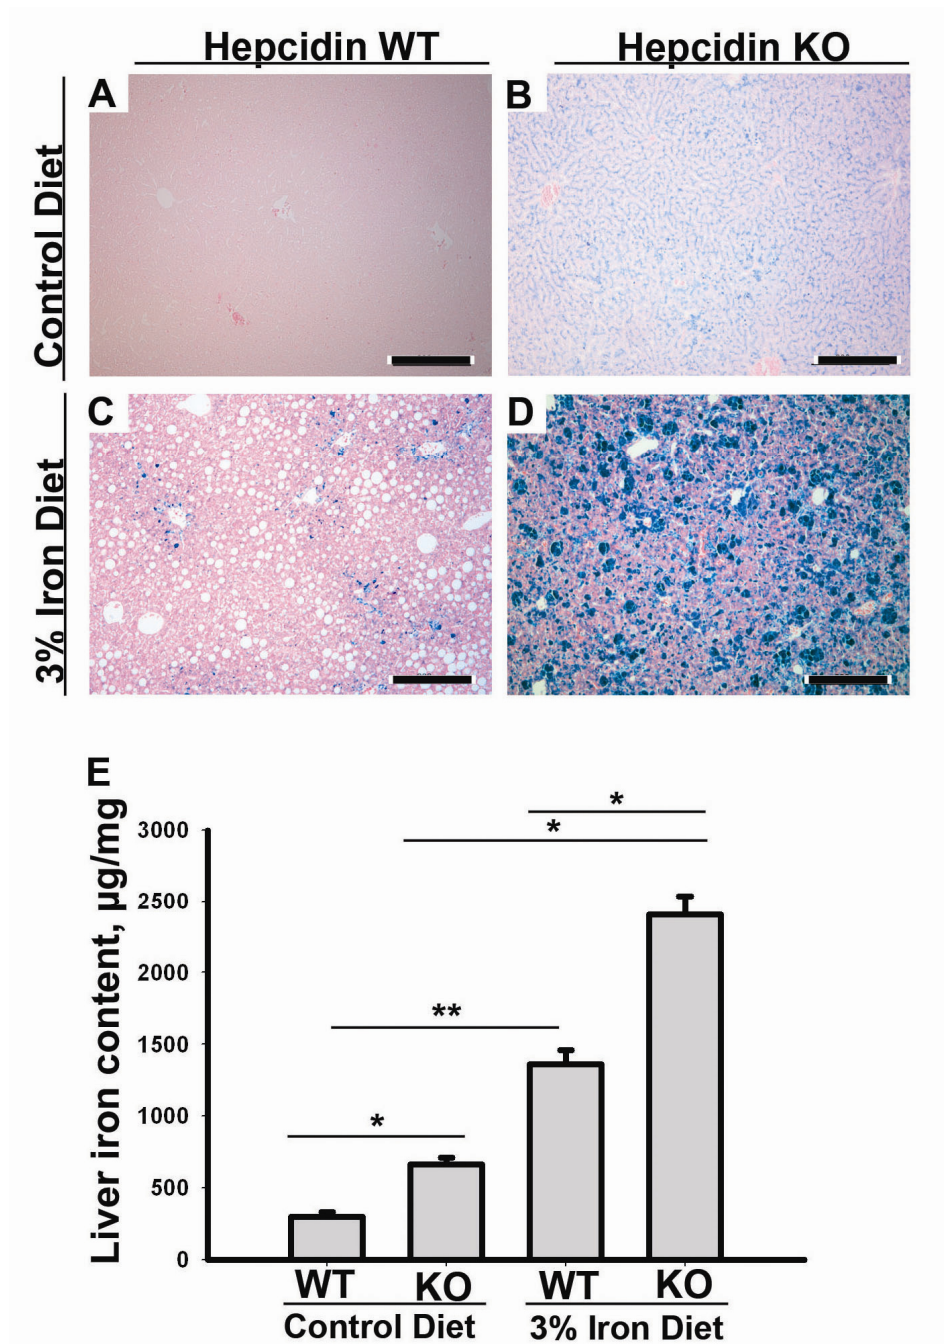 Hepcidin WT
Hepcidin KO
Control Diet
A
B
3% Iron Diet
C
D
E
Liver iron content, µg/mg
3000
2500
2000
1500
1000
500
0
*
*
**
*
WT
KO
WT
KO
Control Diet
3% Iron Diet